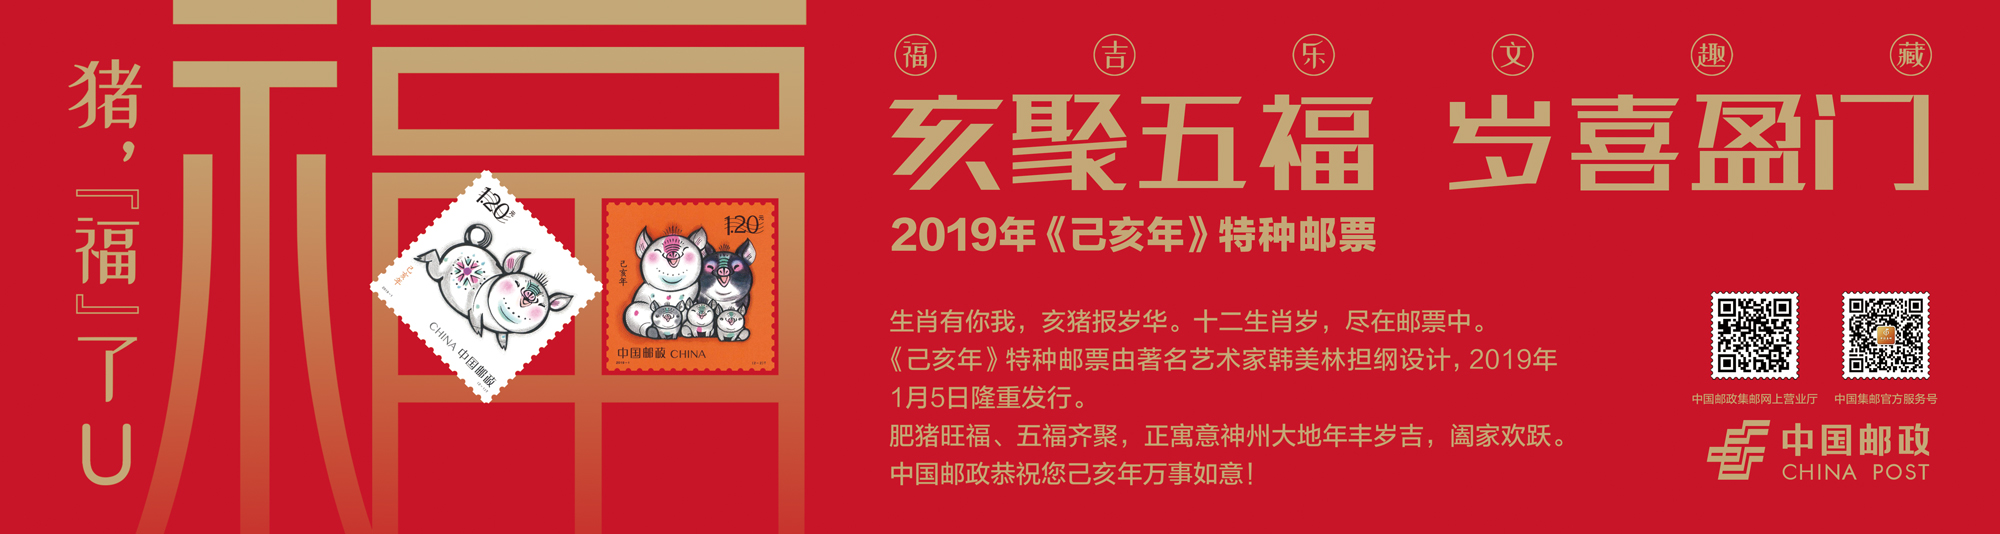 猪，『福』了U
福
1.20元
己亥年
CHINA 中国邮政
1.20元
己亥年
中国邮政 CHINA
福 吉 乐 文 趣 藏
亥聚五福 岁喜盈门
2019年《己亥年》特种邮票
生肖有你我，亥猪报岁华。十二生肖岁，尽在邮票中。
《己亥年》特种邮票由著名艺术家韩美林担纲设计，2019年
1月5日隆重发行。
肥猪旺福、五福齐聚，正寓意神州大地年丰岁吉，阖家欢跃。
中国邮政恭祝您己亥年万事如意！
中国邮政集邮网上营业厅 中国集邮官方服务号
中国邮政
CHINA POST